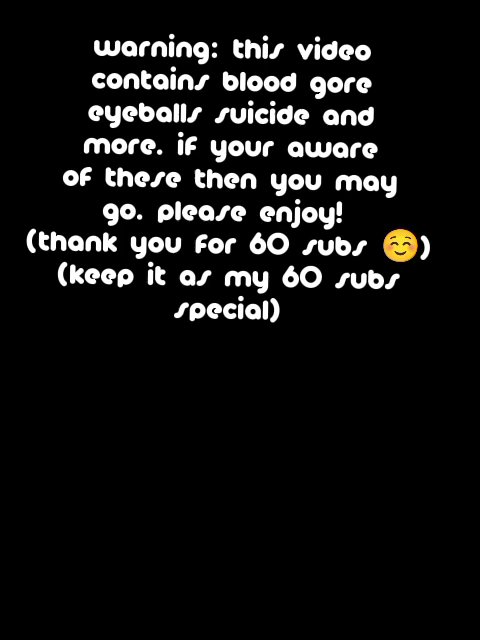 warning: this video
contains blood gore
eyeballs suicide and
more. if your aware
of these then you may
go. please enjoy!
(thank you for 60 subs ☺️)
(keep it as my 60 subs
special)